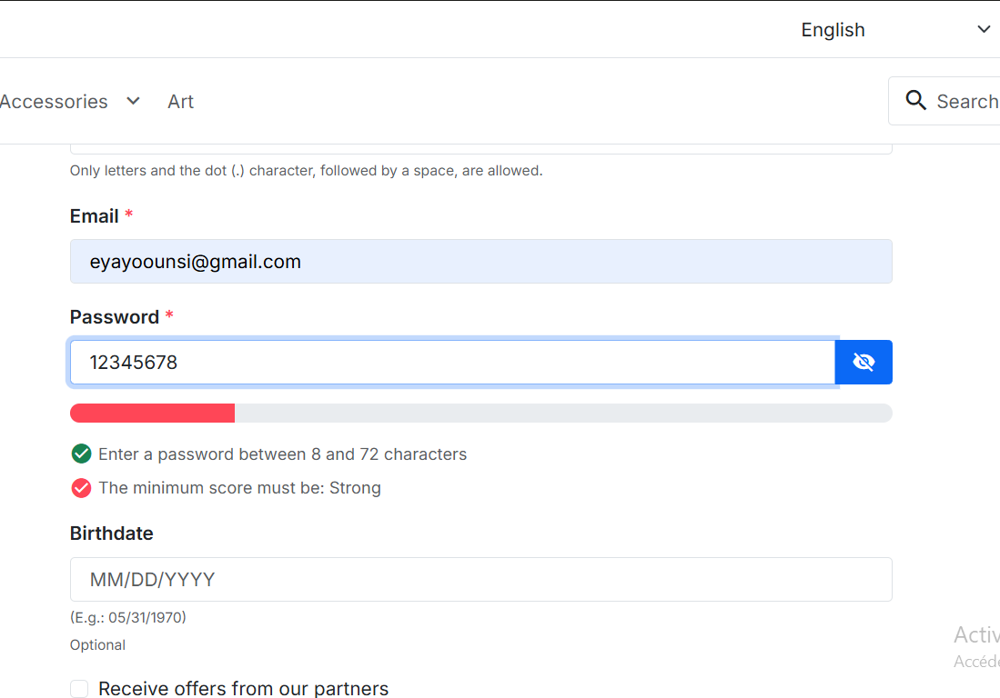 English
Accessories
Art
Search
Only letters and the dot (.) character, followed by a space, are allowed.
Email *
eyayoounsi@gmail.com
Password *
12345678
Enter a password between 8 and 72 characters
The minimum score must be: Strong
Birthdate
MM/DD/YYYY
(E.g.: 05/31/1970)
Optional
Activ
Accéde
Receive offers from our partners